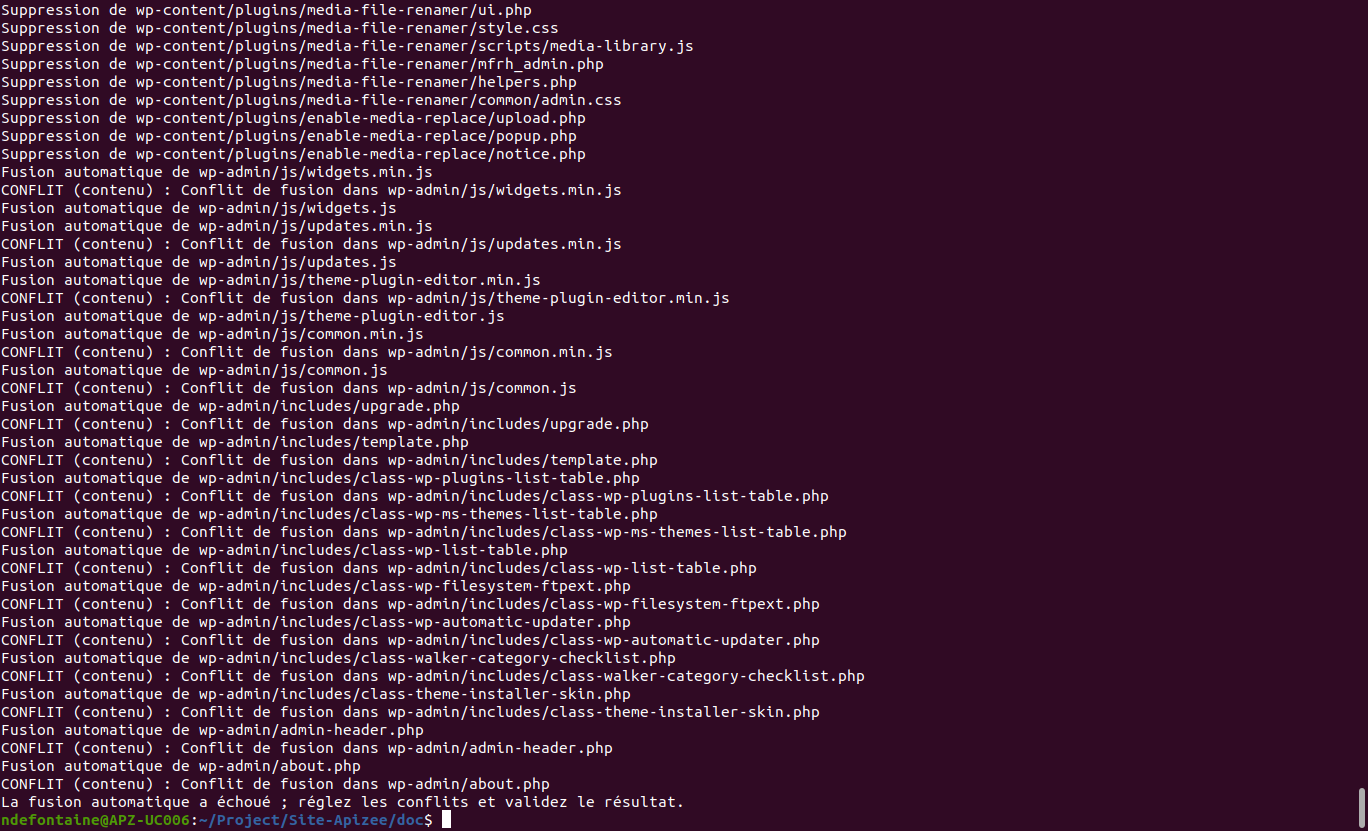 Suppression de wp-content/plugins/media-file-renamer/ui.php
Suppression de wp-content/plugins/media-file-renamer/style.css
Suppression de wp-content/plugins/media-file-renamer/scripts/media-library.js
Suppression de wp-content/plugins/media-file-renamer/mfrh_admin.php
Suppression de wp-content/plugins/media-file-renamer/helpers.php
Suppression de wp-content/plugins/media-file-renamer/common/admin.css
Suppression de wp-content/plugins/enable-media-replace/upload.php
Suppression de wp-content/plugins/enable-media-replace/popup.php
Suppression de wp-content/plugins/enable-media-replace/notice.php
Fusion automatique de wp-admin/js/widgets.min.js
CONFLIT (contenu) : Conflit de fusion dans wp-admin/js/widgets.min.js
Fusion automatique de wp-admin/js/widgets.js
Fusion automatique de wp-admin/js/updates.min.js
CONFLIT (contenu) : Conflit de fusion dans wp-admin/js/updates.min.js
Fusion automatique de wp-admin/js/updates.js
Fusion automatique de wp-admin/js/theme-plugin-editor.min.js
CONFLIT (contenu) : Conflit de fusion dans wp-admin/js/theme-plugin-editor.min.js
Fusion automatique de wp-admin/js/theme-plugin-editor.js
Fusion automatique de wp-admin/js/common.min.js
CONFLIT (contenu) : Conflit de fusion dans wp-admin/js/common.min.js
Fusion automatique de wp-admin/js/common.js
CONFLIT (contenu) : Conflit de fusion dans wp-admin/js/common.js
Fusion automatique de wp-admin/includes/upgrade.php
CONFLIT (contenu) : Conflit de fusion dans wp-admin/includes/upgrade.php
Fusion automatique de wp-admin/includes/template.php
CONFLIT (contenu) : Conflit de fusion dans wp-admin/includes/template.php
Fusion automatique de wp-admin/includes/class-wp-plugins-list-table.php
CONFLIT (contenu) : Conflit de fusion dans wp-admin/includes/class-wp-plugins-list-table.php
Fusion automatique de wp-admin/includes/class-wp-ms-themes-list-table.php
CONFLIT (contenu) : Conflit de fusion dans wp-admin/includes/class-wp-ms-themes-list-table.php
Fusion automatique de wp-admin/includes/class-wp-list-table.php
CONFLIT (contenu) : Conflit de fusion dans wp-admin/includes/class-wp-list-table.php
Fusion automatique de wp-admin/includes/class-wp-filesystem-ftpext.php
CONFLIT (contenu) : Conflit de fusion dans wp-admin/includes/class-wp-filesystem-ftpext.php
Fusion automatique de wp-admin/includes/class-wp-automatic-updater.php
CONFLIT (contenu) : Conflit de fusion dans wp-admin/includes/class-wp-automatic-updater.php
Fusion automatique de wp-admin/includes/class-walker-category-checklist.php
CONFLIT (contenu) : Conflit de fusion dans wp-admin/includes/class-walker-category-checklist.php
Fusion automatique de wp-admin/includes/class-theme-installer-skin.php
CONFLIT (contenu) : Conflit de fusion dans wp-admin/includes/class-theme-installer-skin.php
Fusion automatique de wp-admin/admin-header.php
CONFLIT (contenu) : Conflit de fusion dans wp-admin/admin-header.php
Fusion automatique de wp-admin/about.php
CONFLIT (contenu) : Conflit de fusion dans wp-admin/about.php
La fusion automatique a échoué ; réglez les conflits et validez le résultat.
ndefontaine@APZ-UC006:~/Project/Site-Apizee/doc$